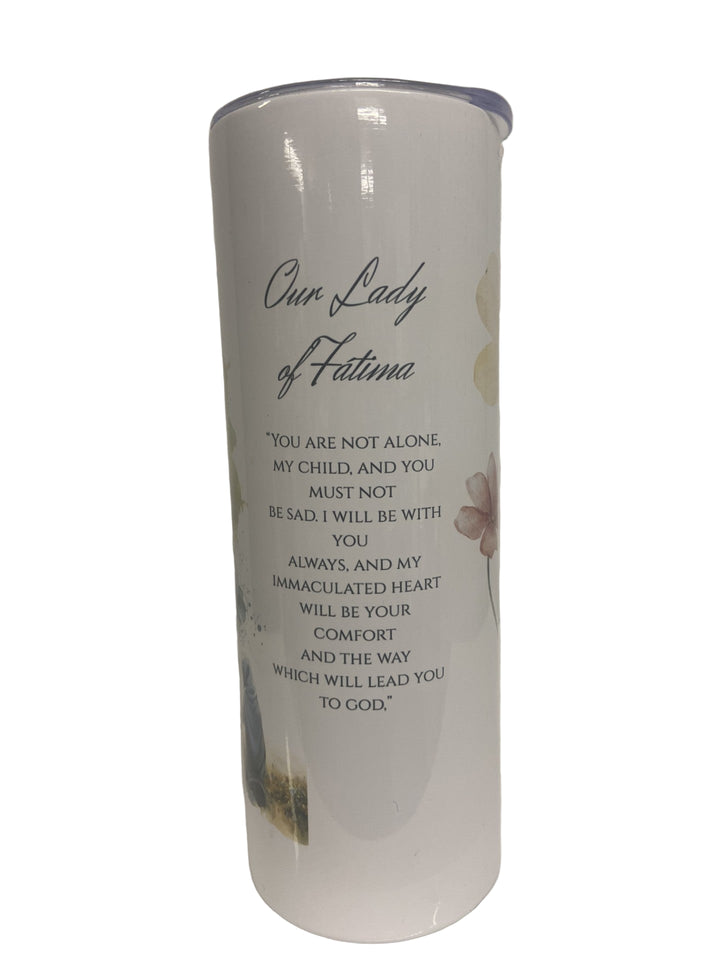 Our Lady
of Fátima
“YOU ARE NOT ALONE,
MY CHILD, AND YOU
MUST NOT
BE SAD. I WILL BE WITH
YOU
ALWAYS, AND MY
IMMACULATED HEART
WILL BE YOUR
COMFORT
AND THE WAY
WHICH WILL LEAD YOU
TO GOD,”